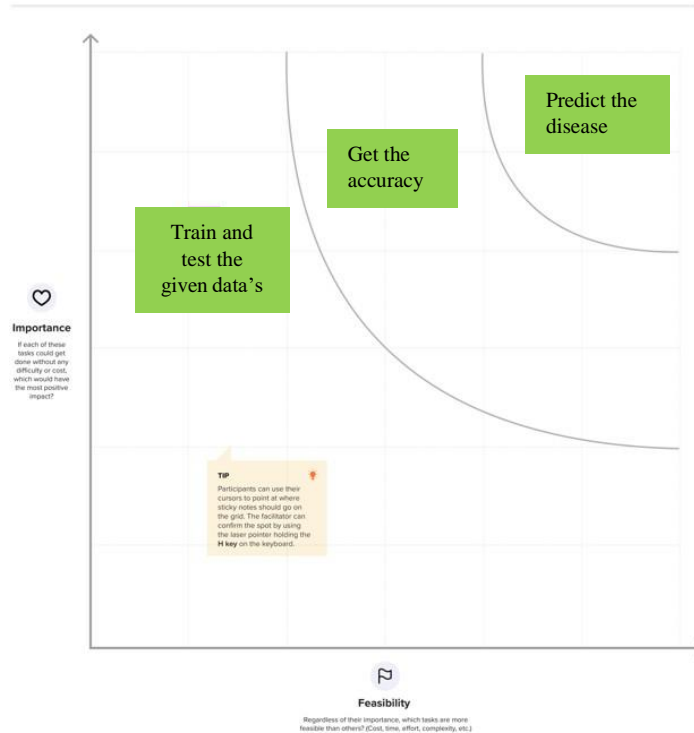 Predict the
disease
Get the
accuracy
Train and
test the
given data’s
Importance
If each of these
tasks could get
done without any
difficulty or cost,
which would have
the most positive
impact?
TIP
Participants can use their
cursors to point at where
sticky notes should go on
the grid. The facilitator can
confirm the spot by using
the laser pointer holding the
H key on the keyboard.
Feasibility
Regardless of their importance, which tasks are more
feasible than others? (Cost, time, effort, complexity, etc.)